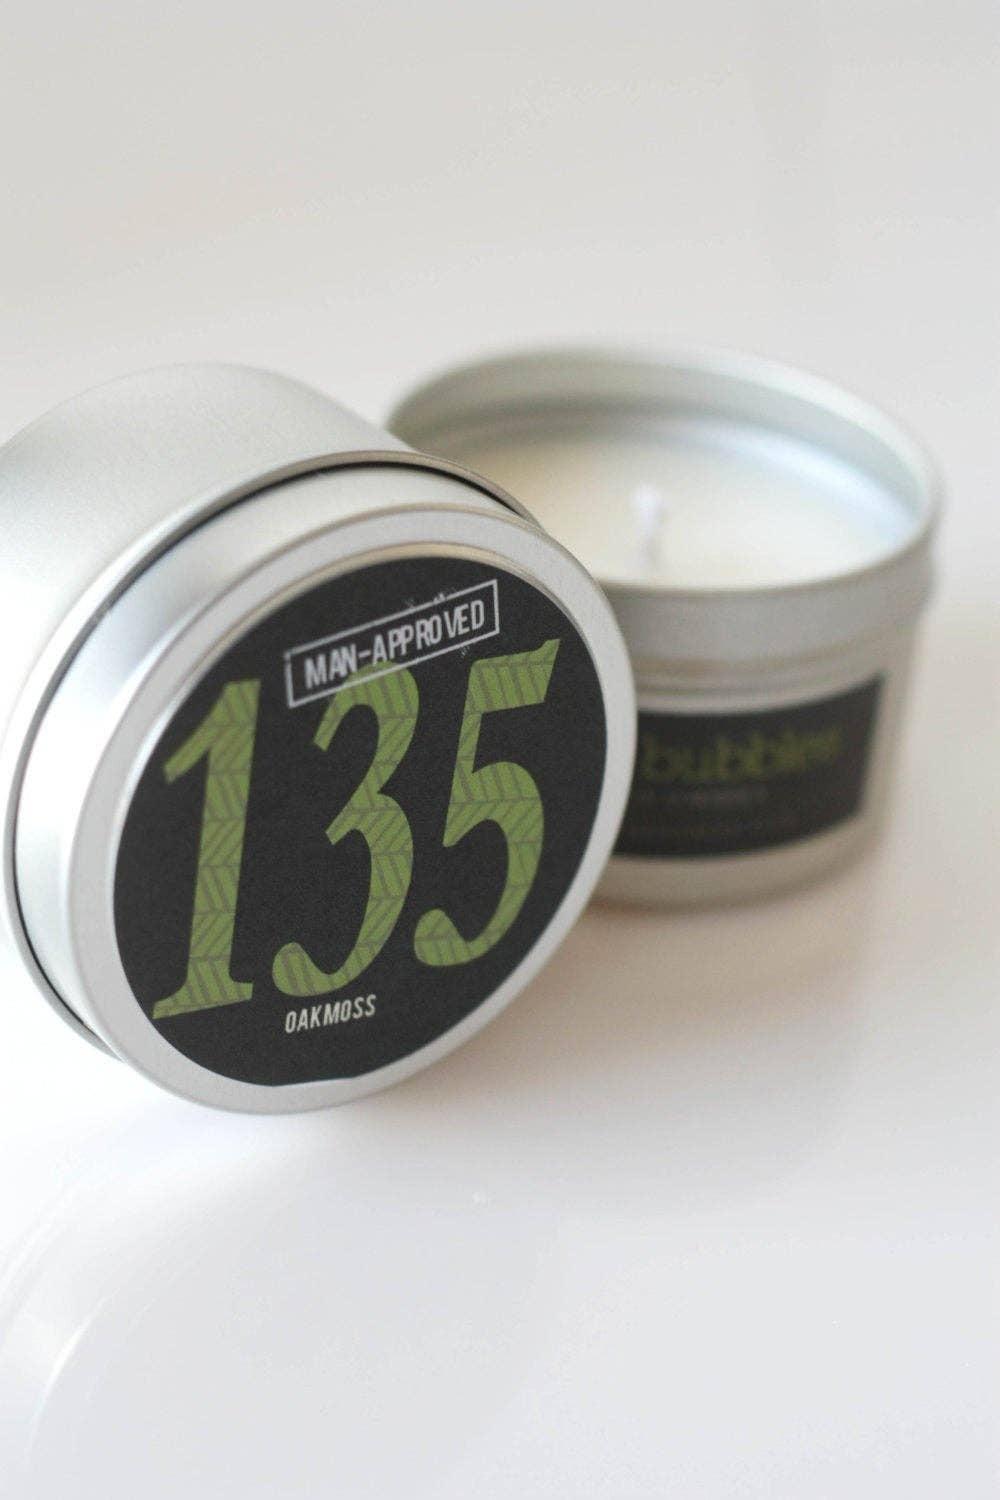 MAN-APPROVED
135
OAKMOSS
bubbles